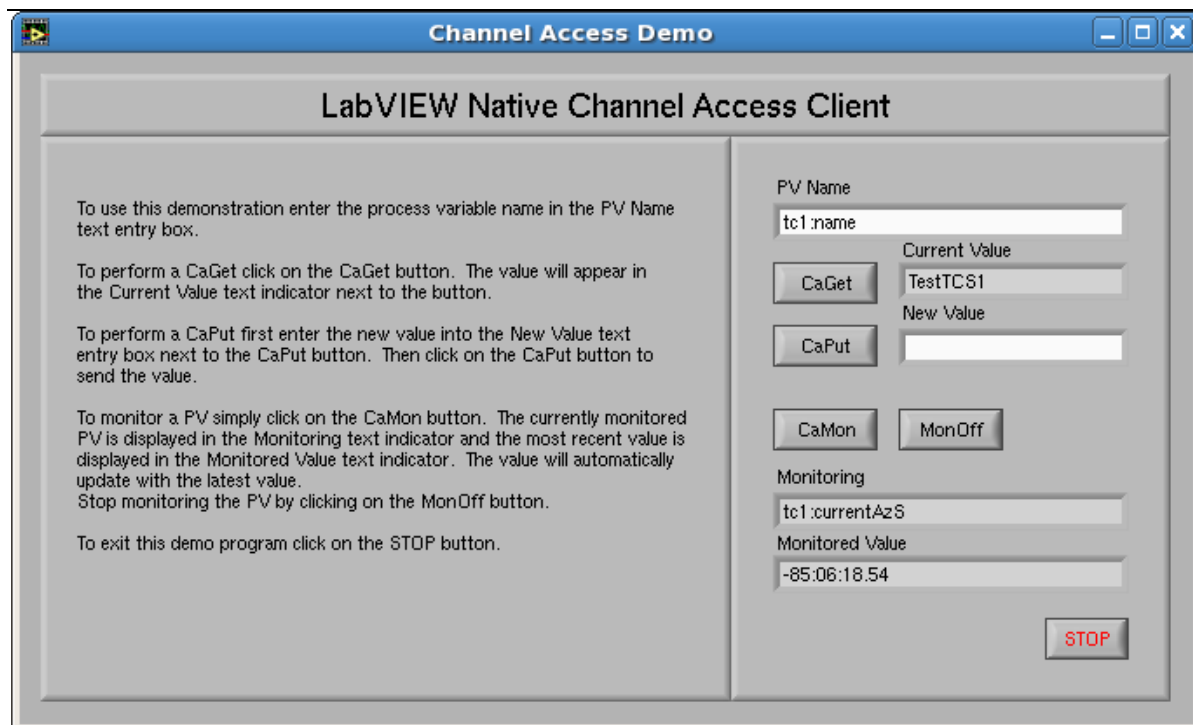 Channel Access Demo
LabVIEW Native Channel Access Client
To use this demonstration enter the process variable name in the PV Name
text entry box.
To perform a CaGet click on the CaGet button.  The value will appear in
the Current Value text indicator next to the button.
To perform a CaPut first enter the new value into the New Value text
entry box next to the CaPut button.  Then click on the CaPut button to
send the value.
To monitor a PV simply click on the CaMon button.  The currently monitored
PV is displayed in the Monitoring text indicator and the most recent value is
displayed in the Monitored Value text indicator.  The value will automatically
update with the latest value.
Stop monitoring the PV by clicking on the MonOff button.
To exit this demo program click on the STOP button.
PV Name
tc1:name
Current Value
CaGet
TestTCS1
New Value
CaPut
CaMon
MonOff
Monitoring
tc1:currentAzS
Monitored Value
-85:06:18.54
STOP